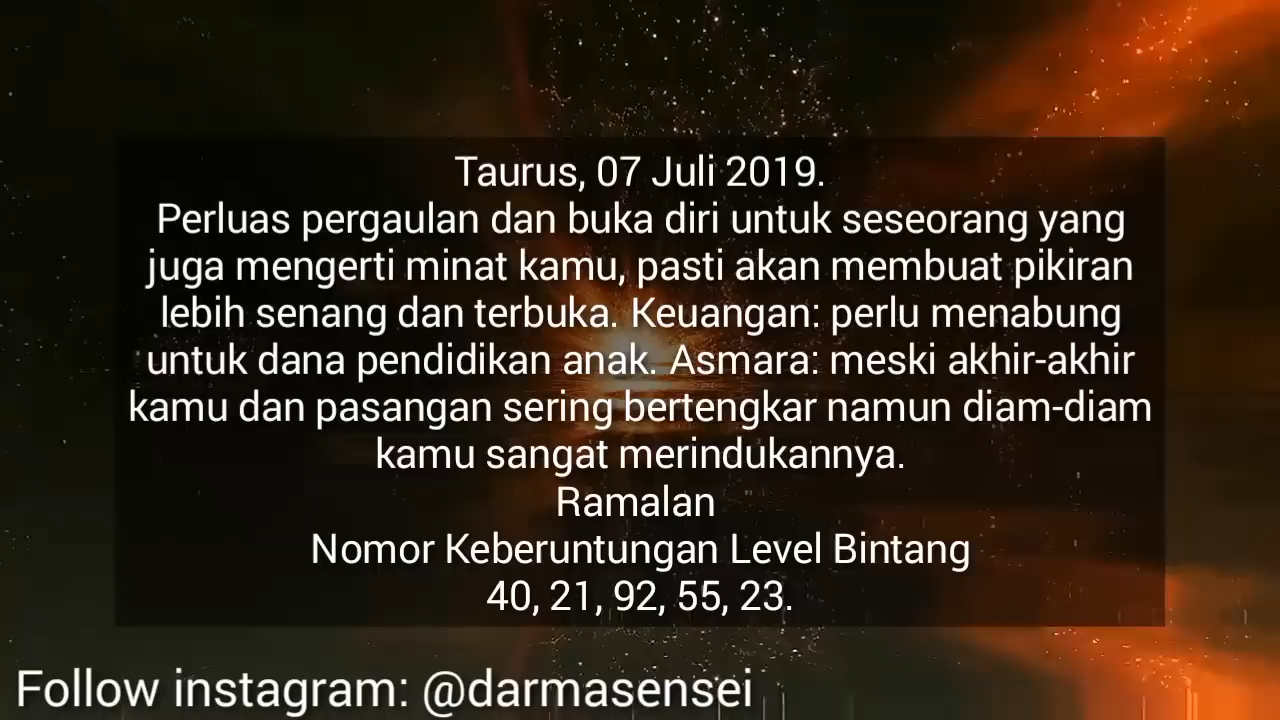 Taurus, 07 Juli 2019.
Perluas pergaulan dan buka diri untuk seseorang yang
juga mengerti minat kamu, pasti akan membuat pikiran
lebih senang dan terbuka. Keuangan: perlu menabung
untuk dana pendidikan anak. Asmara: meski akhir-akhir
kamu dan pasangan sering bertengkar namun diam-diam
kamu sangat merindukannya.
Ramalan
Nomor Keberuntungan Level Bintang
40, 21, 92, 55, 23.
Follow instagram: @darmasensei